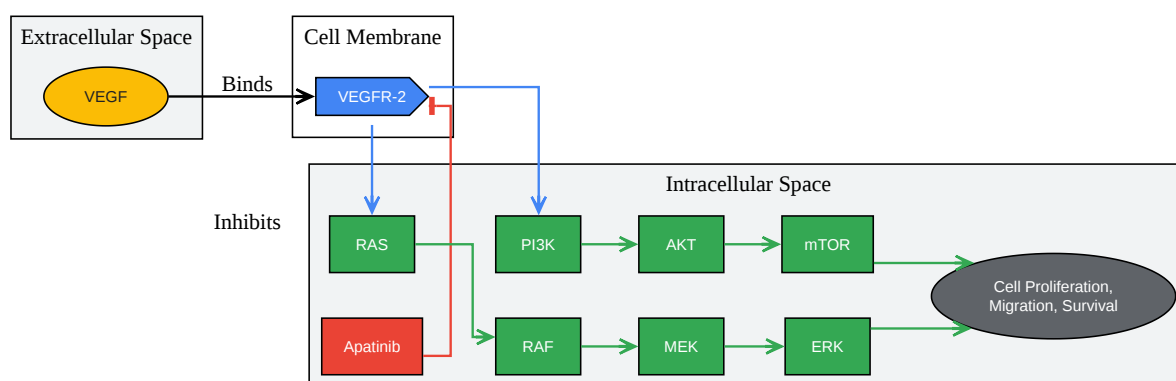 Extracellular Space
Cell Membrane
VEGF
Binds
VEGFR-2
Intracellular Space
Inhibits
RAS
PI3K
AKT
mTOR
Cell Proliferation,
Migration, Survival
Apatinib
RAF
MEK
ERK